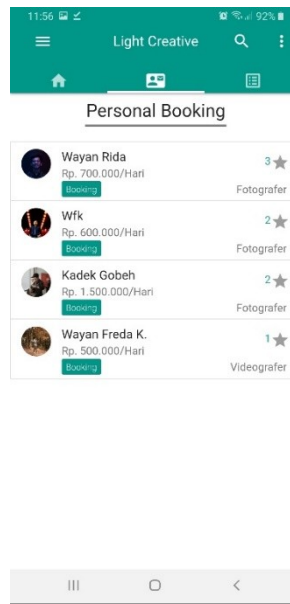 11:56 92%
Light Creative
Personal Booking
Wayan Rida
3
Rp. 700.000/Hari
Booking
Fotografer
Wfk
2
Rp. 600.000/Hari
Booking
Fotografer
Kadek Gobeh
2
Rp. 1.500.000/Hari
Booking
Fotografer
Wayan Freda K.
1
Rp. 500.000/Hari
Booking
Videografer